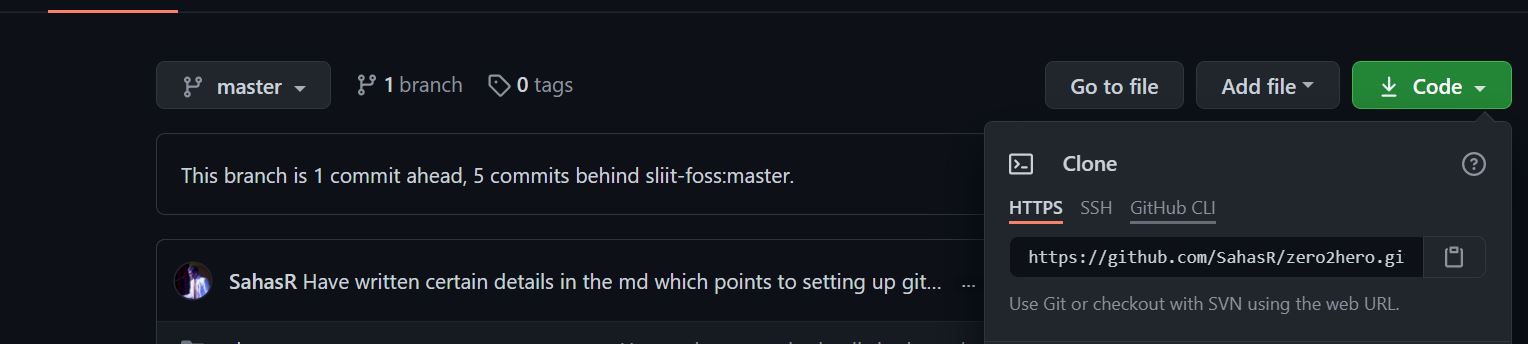 master
1 branch
0 tags
Go to file
Add file
Code
This branch is 1 commit ahead, 5 commits behind sliit-foss:master.
Clone
HTTPS SSH GitHub CLI
https://github.com/SahasR/zero2hero.gi
Use Git or checkout with SVN using the web URL.
SahasR Have written certain details in the md which points to setting up git... ...